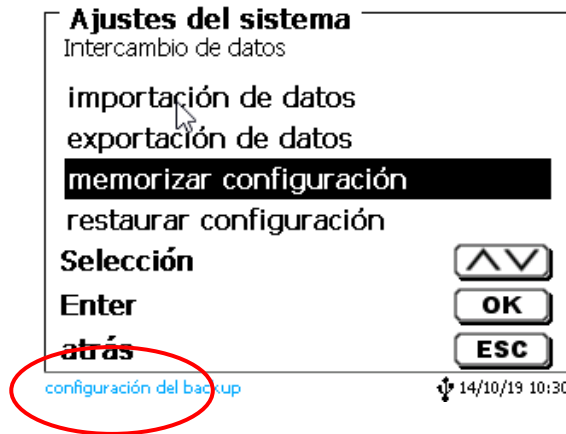 Ajustes del sistema
Intercambio de datos
importación de datos
exportación de datos
memorizar configuración
restaurar configuración
Selección
Enter OK
atrás ESC
configuración del backup 14/10/19 10:30